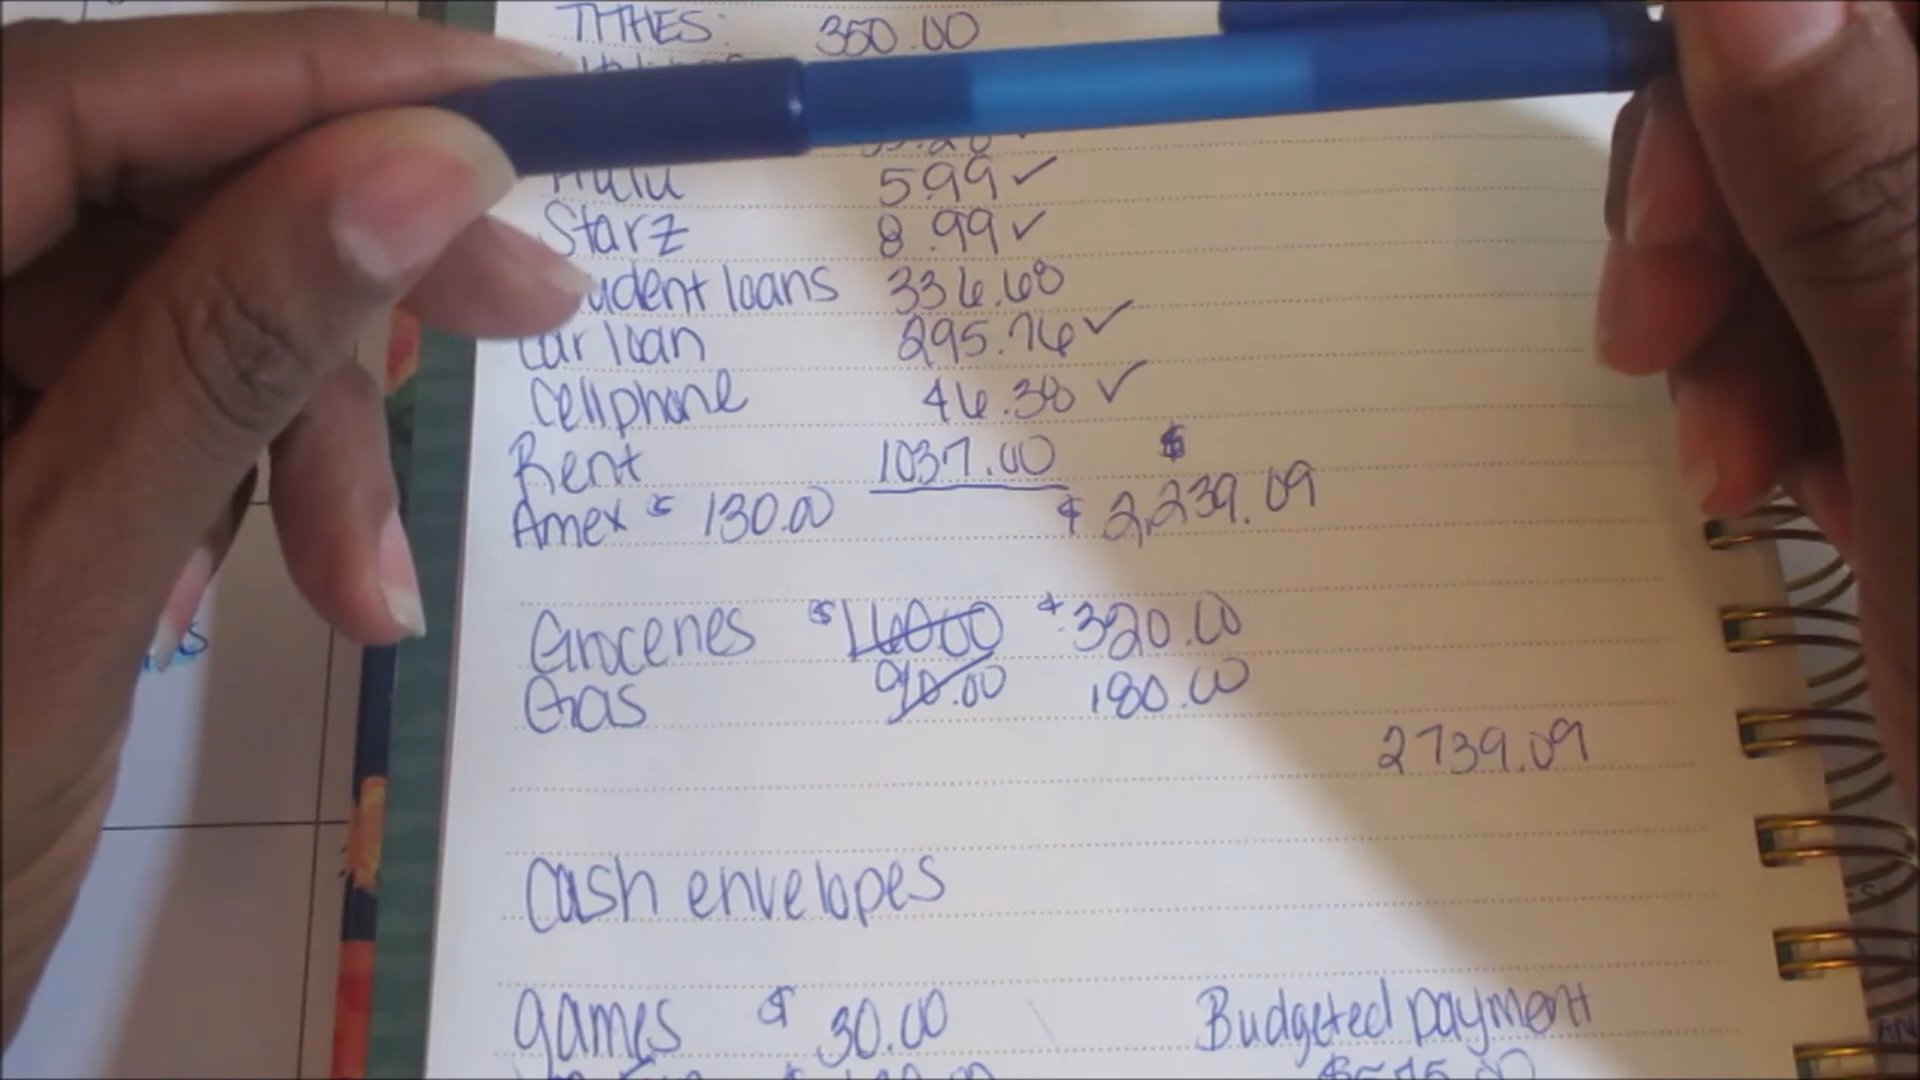 TITHES: 350.00
Hulu 5.99 ✓
Starz 8.99 ✓
udent loans 336.68
Car loan 295.76 ✓
Cellphone 46.38 ✓
Rent 1037.00 $
Amex $ 130.00 $ 2,239.09
Groceries $ 160.00 $ 320.00
Gas 90.00 180.00
2739.09
Cash envelopes
games $ 30.00 Budgeted payment